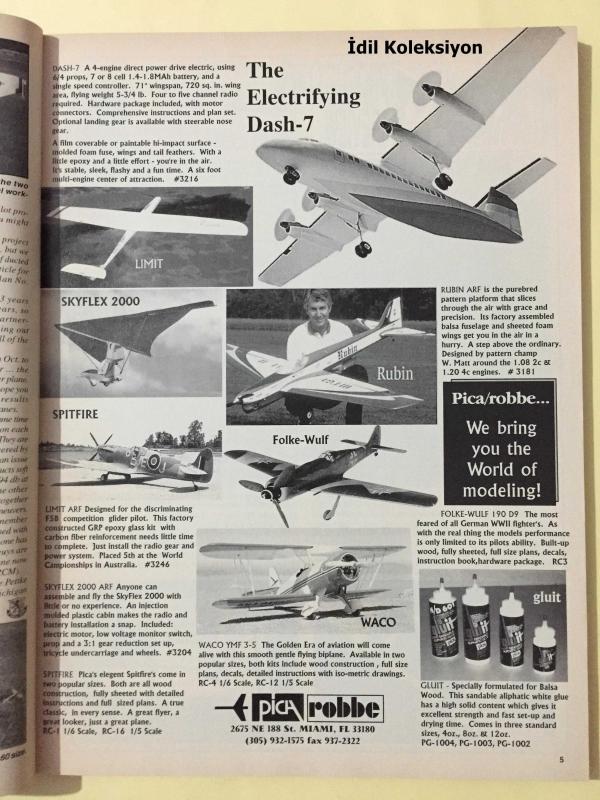 İdil Koleksiyon
DASH-7 A 4-engine direct power drive electric, using
6/4 props, 7 or 8 cell 1.4-1.8MAh battery, and a
single speed controller. 71" wingspan, 720 sq. in. wing
area, flying weight 5-3/4 lb. Four to five channel radio
required. Hardware package included, with motor
connectors. Comprehensive instructions and plan set.
Optional landing gear is available with steerable nose
gear.
A film coverable or paintable hi-impact surface -
molded foam fuse, wings and tail feathers. With a
little epoxy and a little effort - you're in the air.
It's stable, sleek, flashy and a fun time. A six foot
multi-engine center of attraction. #3216
The
Electrifying
Dash-7
LIMIT
SKYFLEX 2000
Rubin
Rubin
RUBIN ARF is the purebred
pattern platform that slices
through the air with grace and
precision. Its factory assembled
balsa fuselage and sheeted foam
wings get you in the air in a
hurry. A step above the ordinary.
Designed by pattern champ
W. Matt around the 1.08 2c &
1.20 4c engines. # 3181
SPITFIRE
Folke-Wulf
Pica/robbe...
We bring
you the
World of
modeling!
LIMIT ARF Designed for the discriminating
F5B competition glider pilot. This factory
constructed GRP epoxy glass kit with
carbon fiber reinforcement needs little time
to complete. Just install the radio gear and
power system. Placed 5th at the World
Campionships in Australia. #3246
SKYFLEX 2000 ARF Anyone can
assemble and fly the SkyFlex 2000 with
little or no experience. An injection
molded plastic cabin makes the radio and
battery installation a snap. Included:
electric motor, low voltage monitor switch,
prop and a 3:1 gear reduction set up,
tricycle undercarriage and wheels. #3204
SPITFIRE Pica's elegant Spitfire's come in
two popular sizes. Both are all wood
construction, fully sheeted with detailed
instructions and full sized plans. A true
classic, in every sense. A great flyer, a
great looker, just a great plane.
RC-1 1/6 Scale, RC-16 1/5 Scale
WACO
WACO YMF 3-5 The Golden Era of aviation will come
alive with this smooth gentle flying biplane. Available in two
popular sizes, both kits include wood construction, full size
plans, decals, detailed instructions with iso-metric drawings.
RC-4 1/6 Scale, RC-12 1/5 Scale
pica robbe
2675 NE 188 St. MIAMI, FL 33180
(305) 932-1575 fax 937-2322
FOLKE-WULF 190 D9 The most
feared of all German WWII fighter's. As
with the real thing the models performance
is only limited to its pilots ability. Built-up
wood, fully sheeted, full size plans, decals,
instruction book,hardware package. RC3
gluit
GLUIT - Specially formulated for Balsa
Wood. This sandable aliphatic white glue
has a high solid content which gives it
excellent strength and fast set-up and
drying time. Comes in three standard
sizes, 4oz., 8oz. & 12oz.
PG-1004, PG-1003, PG-1002
5